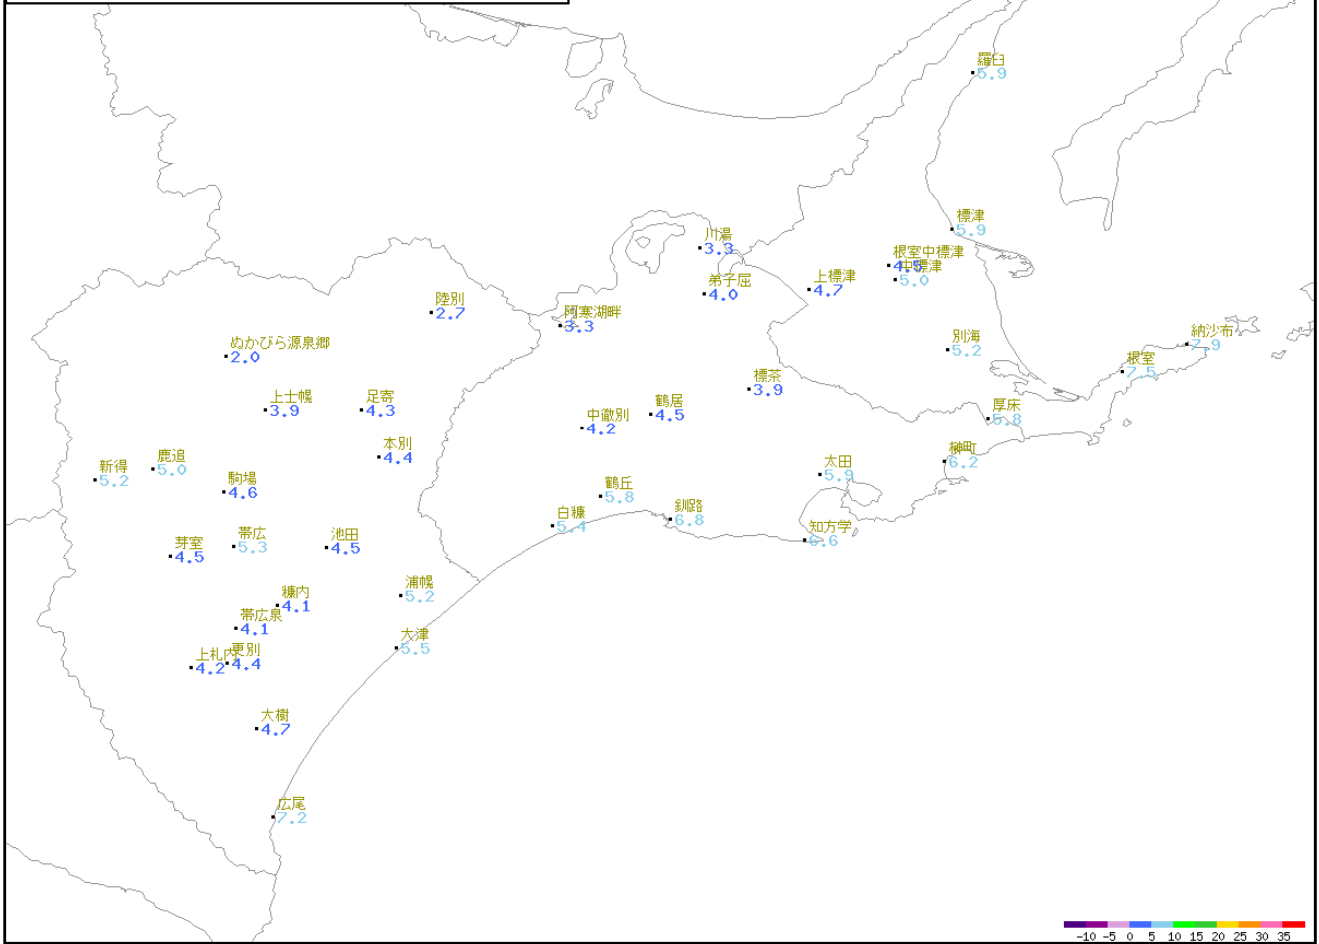 羅臼
5.9
標津
5.9
川湯
3.3
根室中標津
4.5
中標津
5.0
弟子屈
4.0
上標津
4.7
陸別
2.7
阿寒湖畔
3.3
ぬかびら源泉郷
2.0
別海
5.2
納沙布
7.9
根室
7.5
標茶
3.9
上士幌
3.9
足寄
4.3
鶴居
4.5
中徹別
4.2
厚床
5.8
本別
4.4
榊町
6.2
鹿追
5.0
新得
5.2
太田
5.9
駒場
4.6
鶴丘
5.8
白糠
5.4
釧路
6.8
知方学
6.6
芽室
4.5
帯広
5.3
池田
4.5
浦幌
5.2
糠内
4.1
帯広泉
4.1
大津
5.5
上札内
4.2
更別
4.4
大樹
4.7
広尾
7.2
-10 -5 0 5 10 15 20 25 30 35